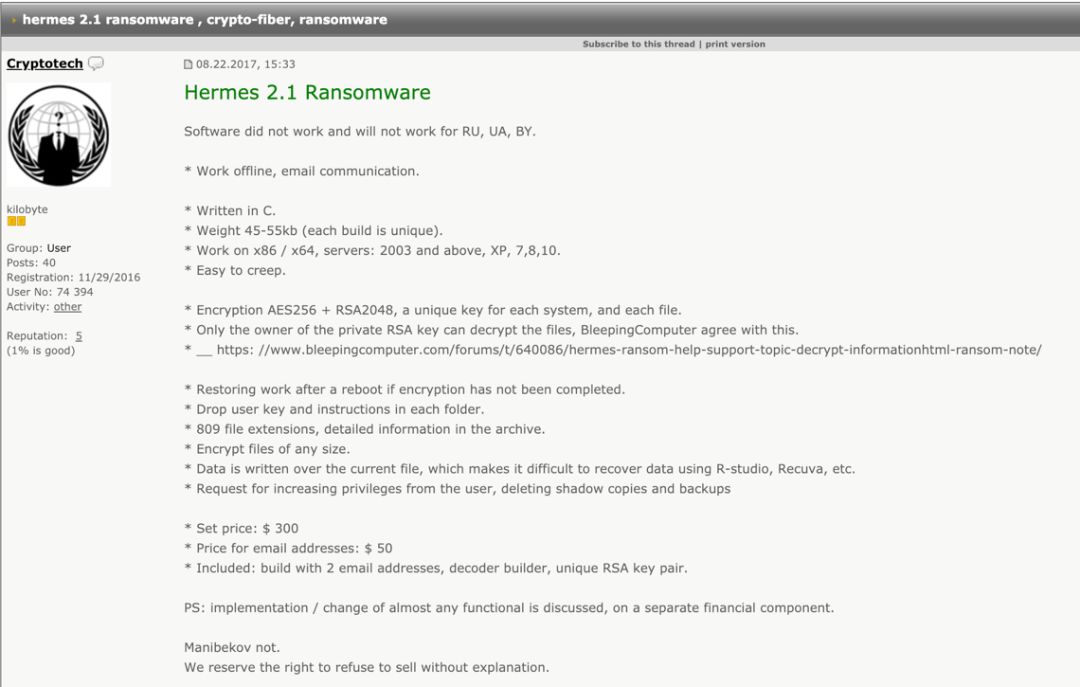 hermes 2.1 ransomware , crypto-fiber, ransomware
Subscribe to this thread | print version
Cryptotech
08.22.2017, 15:33
Hermes 2.1 Ransomware
Software did not work and will not work for RU, UA, BY.
* Work offline, email communication.
* Written in C.
* Weight 45-55kb (each build is unique).
* Work on x86 / x64, servers: 2003 and above, XP, 7,8,10.
* Easy to creep.
* Encryption AES256 + RSA2048, a unique key for each system, and each file.
* Only the owner of the private RSA key can decrypt the files, BleepingComputer agree with this.
* __ https: //www.bleepingcomputer.com/forums/t/640086/hermes-ransom-help-support-topic-decrypt-informationhtml-ransom-note/
* Restoring work after a reboot if encryption has not been completed.
* Drop user key and instructions in each folder.
* 809 file extensions, detailed information in the archive.
* Encrypt files of any size.
* Data is written over the current file, which makes it difficult to recover data using R-studio, Recuva, etc.
* Request for increasing privileges from the user, deleting shadow copies and backups
* Set price: $ 300
* Price for email addresses: $ 50
* Included: build with 2 email addresses, decoder builder, unique RSA key pair.
PS: implementation / change of almost any functional is discussed, on a separate financial component.
Manibekov not.
We reserve the right to refuse to sell without explanation.
?
kilobyte
Group: User
Posts: 40
Registration: 11/29/2016
User No: 74 394
Activity: other
Reputation: 5
(1% is good)